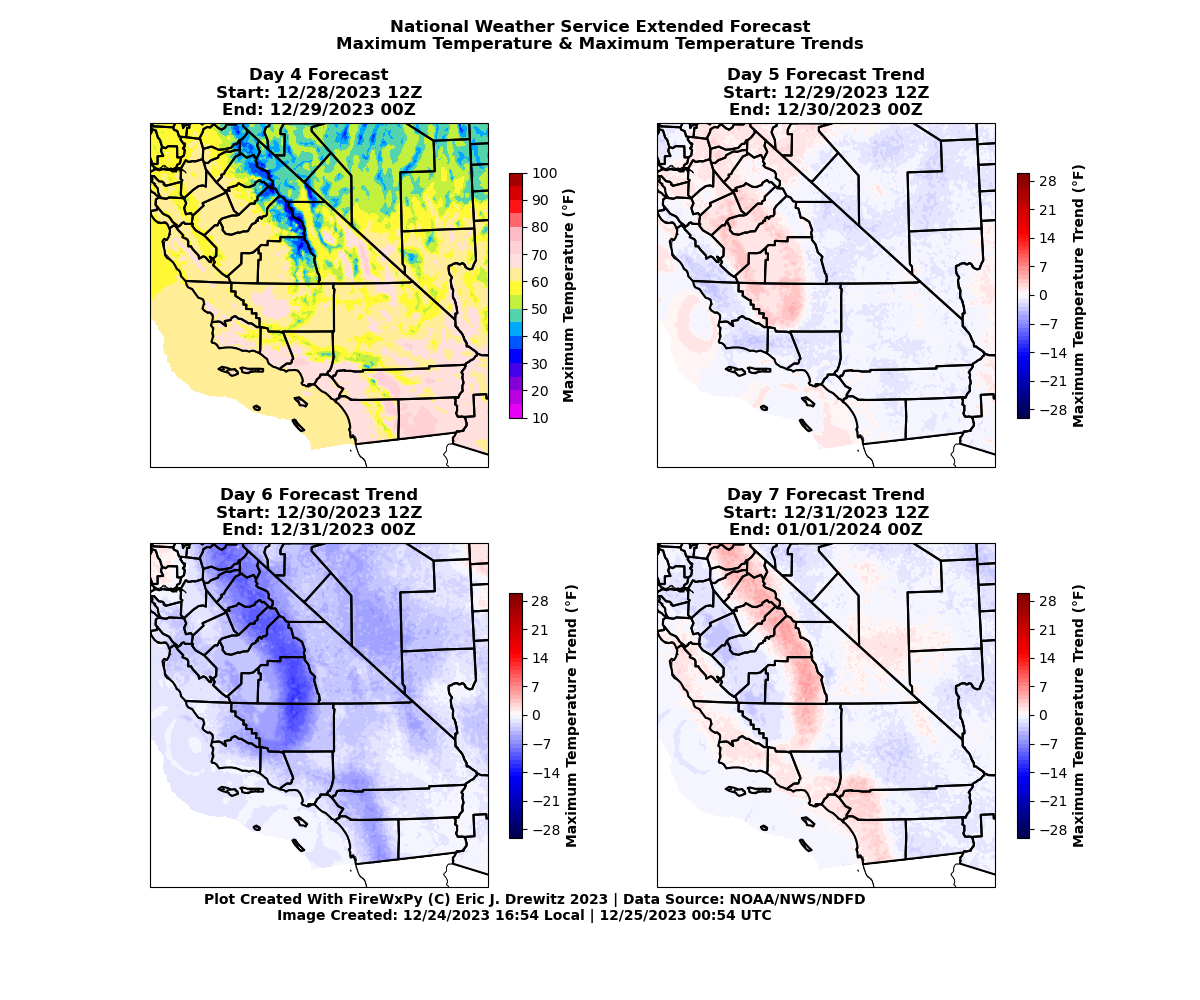 National Weather Service Extended Forecast
Maximum Temperature & Maximum Temperature Trends
Day 4 Forecast
Start: 12/28/2023 12Z
End: 12/29/2023 00Z
100
90
80
70
60
50
40
30
20
10
Maximum Temperature (°F)
Day 5 Forecast Trend
Start: 12/29/2023 12Z
End: 12/30/2023 00Z
28
21
14
7
0
−7
−14
−21
−28
Maximum Temperature Trend (°F)
Day 6 Forecast Trend
Start: 12/30/2023 12Z
End: 12/31/2023 00Z
28
21
14
7
0
−7
−14
−21
−28
Maximum Temperature Trend (°F)
Day 7 Forecast Trend
Start: 12/31/2023 12Z
End: 01/01/2024 00Z
28
21
14
7
0
−7
−14
−21
−28
Maximum Temperature Trend (°F)
Plot Created With FireWxPy (C) Eric J. Drewitz 2023 | Data Source: NOAA/NWS/NDFD
Image Created: 12/24/2023 16:54 Local | 12/25/2023 00:54 UTC